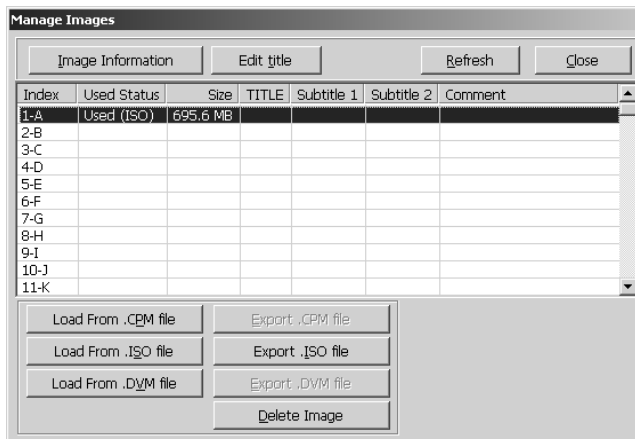 Manage Images
Image Information Edit title Refresh Close
Index Used Status Size TITLE Subtitle 1 Subtitle 2 Comment
1-A Used (ISO) 695.6 MB
2-B
3-C
4-D
5-E
6-F
7-G
8-H
9-I
10-J
11-K
Load From .CPM file Export .CPM file
Load From .ISO file Export .ISO file
Load From .DVM file Export .DVM file
Delete Image